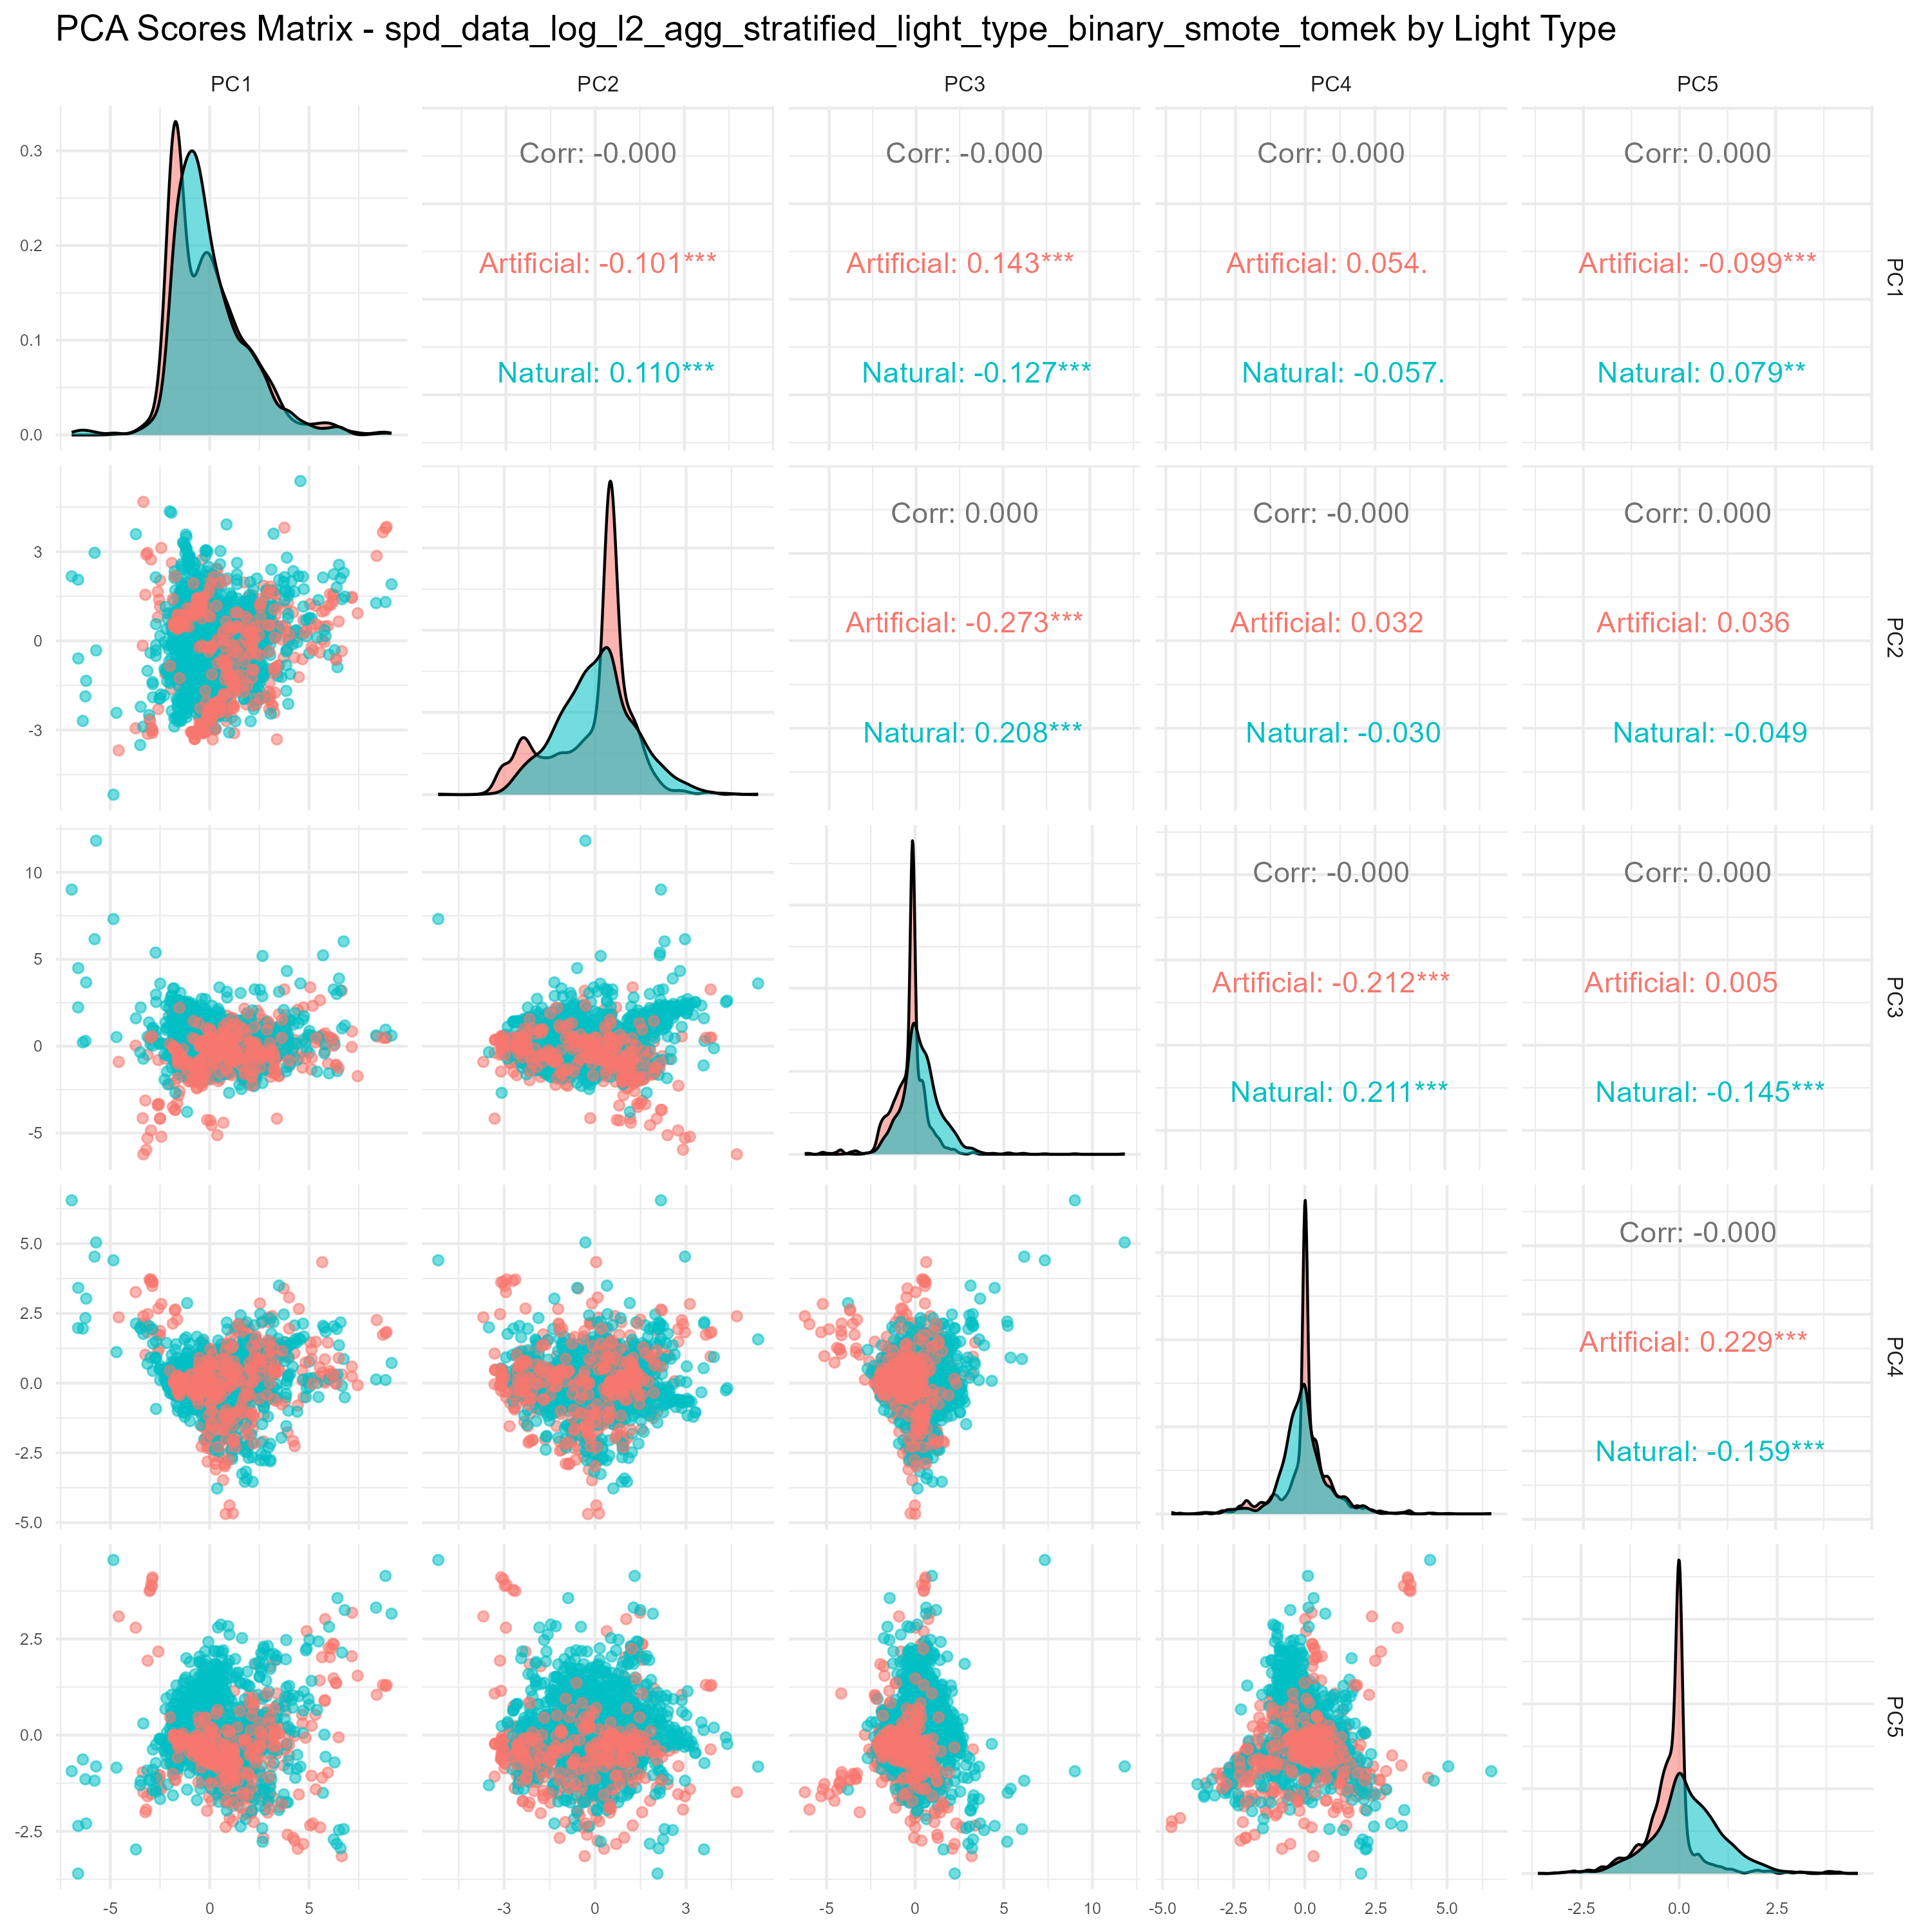 PCA Scores Matrix - spd_data_log_l2_agg_stratified_light_type_binary_smote_tomek by Light Type
PC1 PC2 PC3 PC4 PC5
0.3
0.2
0.1
0.0
Corr: -0.000 Corr: -0.000 Corr: 0.000 Corr: 0.000
Artificial: -0.101*** Artificial: 0.143*** Artificial: 0.054. Artificial: -0.099***
Natural: 0.110*** Natural: -0.127*** Natural: -0.057. Natural: 0.079**
PC1
3
0
-3
Corr: 0.000 Corr: -0.000 Corr: 0.000
Artificial: -0.273*** Artificial: 0.032 Artificial: 0.036
Natural: 0.208*** Natural: -0.030 Natural: -0.049
PC2
10
5
0
-5
Corr: -0.000 Corr: 0.000
Artificial: -0.212*** Artificial: 0.005
Natural: 0.211*** Natural: -0.145***
PC3
5.0
2.5
0.0
-2.5
-5.0
Corr: -0.000
Artificial: 0.229***
Natural: -0.159***
PC4
2.5
0.0
-2.5
PC5
-5 0 5 -3 0 3 -5 0 5 10 -5.0 -2.5 0.0 2.5 5.0 -2.5 0.0 2.5